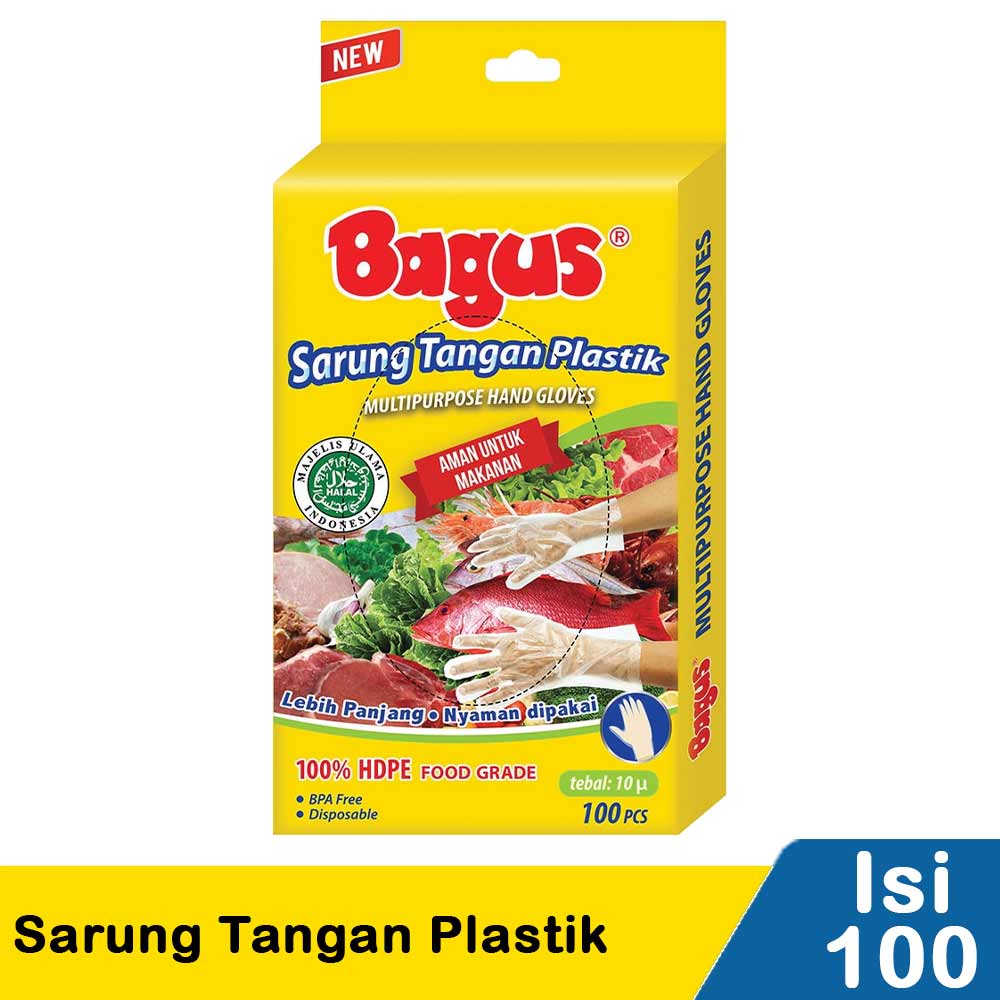 NEW
Bagus®
Sarung Tangan Plastik
MULTIPURPOSE HAND GLOVES
AMAN UNTUK
MAKANAN
MAJELIS ULAMA
حلال
HALAL
INDONESIA
Lebih Panjang • Nyaman dipakai
100% HDPE FOOD GRADE
• BPA Free
• Disposable
tebal: 10 µ
100 PCS
Bagus® MULTIPURPOSE HAND GLOVES
Sarung Tangan Plastik
Isi
100